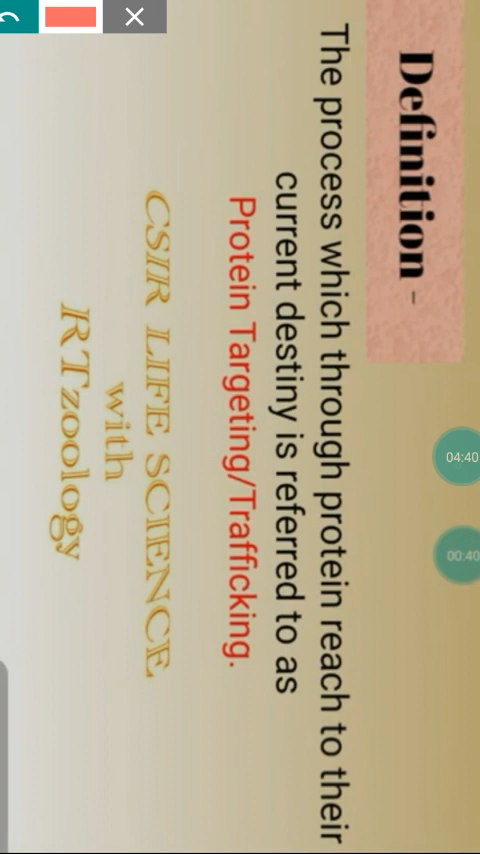 Definition -
The process which through protein reach to their
current destiny is referred to as
Protein Targeting/Trafficking.
CSIR LIFE SCIENCE
with
RTzoology
04:40
00:40